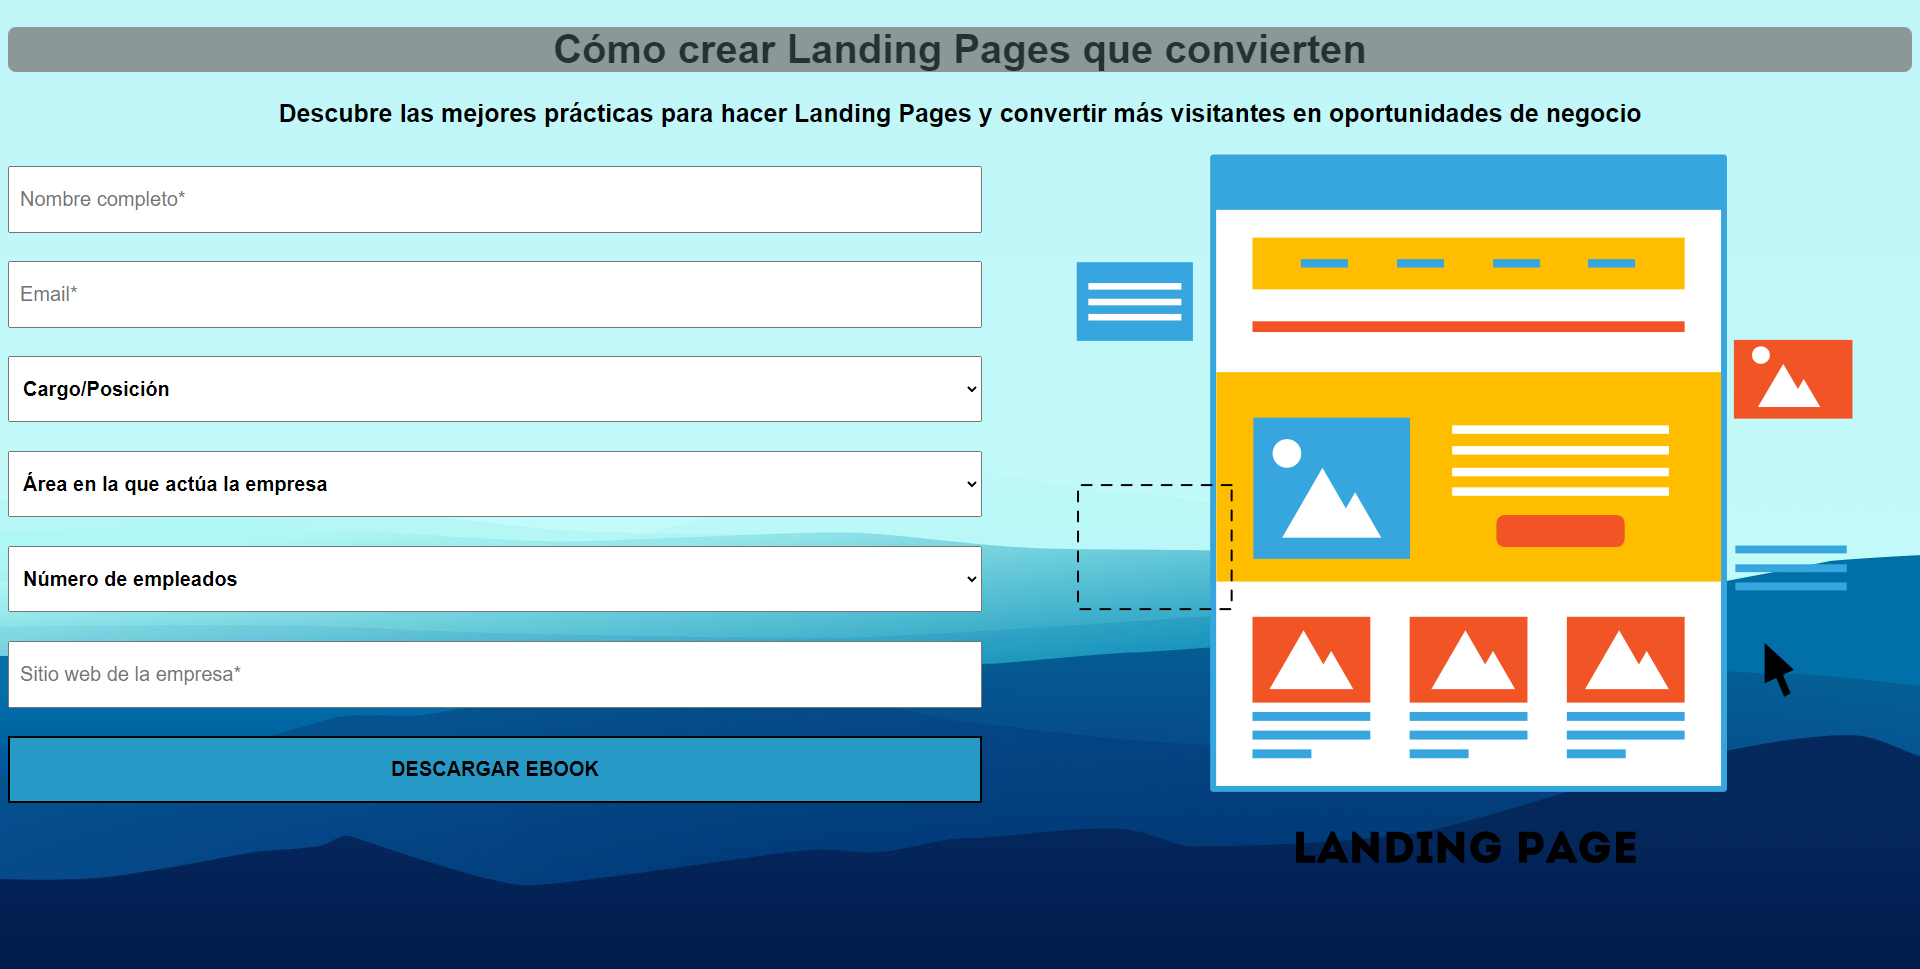 Cómo crear Landing Pages que convierten
Descubre las mejores prácticas para hacer Landing Pages y convertir más visitantes en oportunidades de negocio
Nombre completo*
Email*
Cargo/Posición
Área en la que actúa la empresa
Número de empleados
Sitio web de la empresa*
DESCARGAR EBOOK
LANDING PAGE